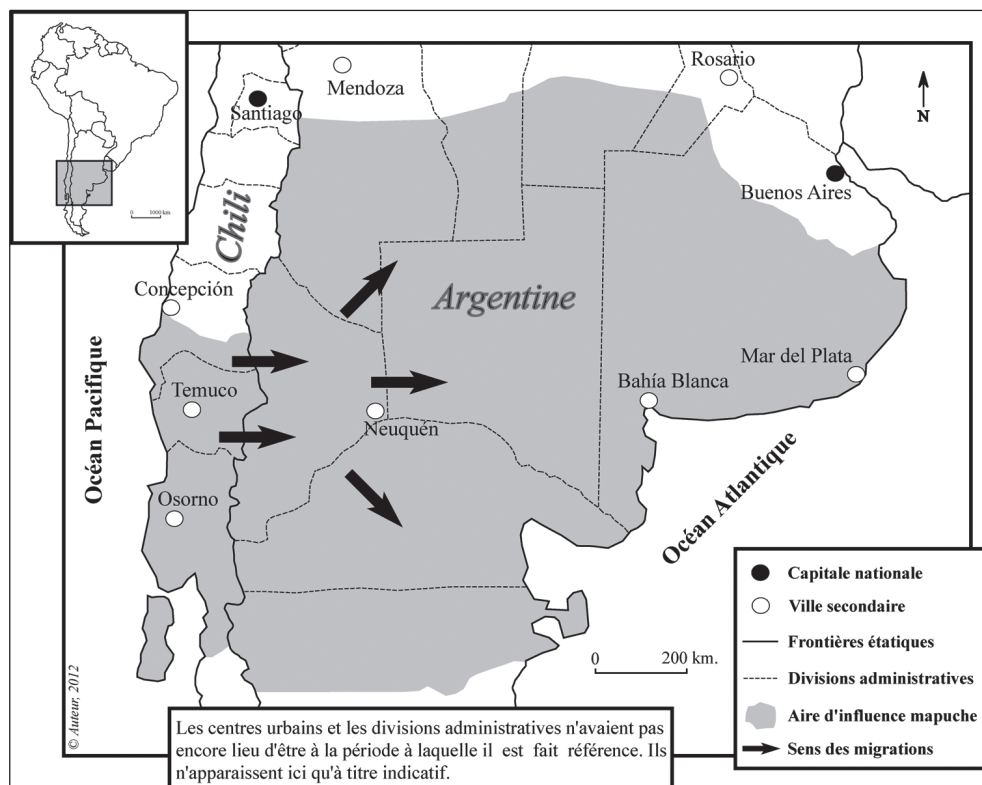 0 1000 km
Mendoza
Rosario
Santiago
N
Buenos Aires
Chili
Concepción
Argentine
Océan Pacifique
Temuco
Neuquén
Bahía Blanca
Mar del Plata
Osorno
Océan Atlantique
0 200 km.
Capitale nationale
Ville secondaire
Frontières étatiques
Divisions administratives
Aire d'influence mapuche
Sens des migrations
© Auteur, 2012
Les centres urbains et les divisions administratives n'avaient pas
encore lieu d'être à la période à laquelle il est fait référence. Ils
n'apparaissent ici qu'à titre indicatif.